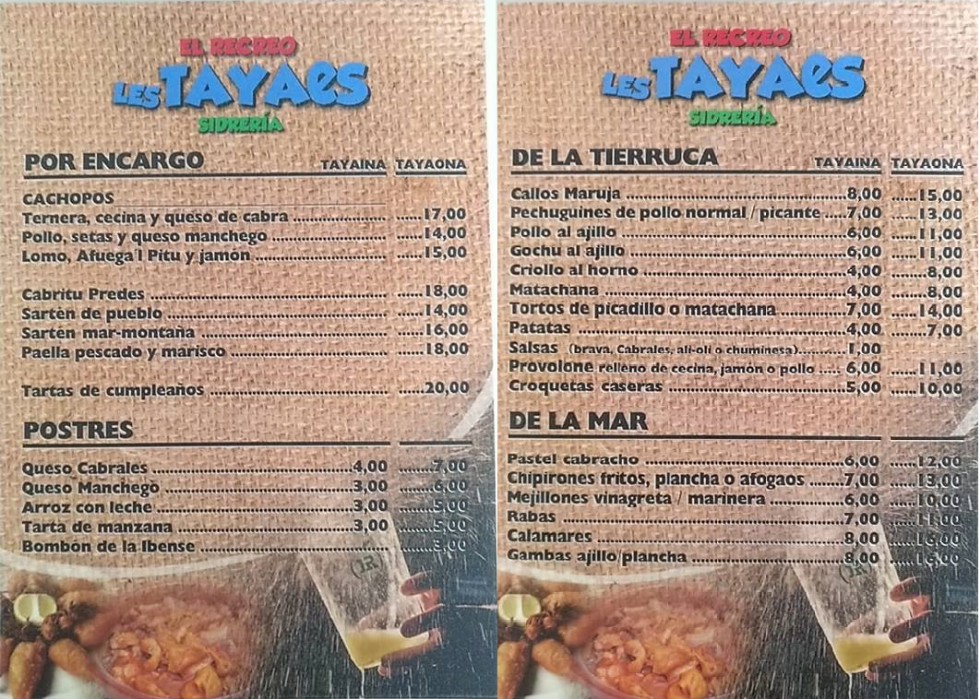 EL RECREO
LES TAYAES
SIDRERÍA
POR ENCARGO TAYAINA TAYAONA
CACHOPOS
Ternera, cecina y queso de cabra ..................... ......17,00
Pollo, setas y queso manchego ......................... ......14,00
Lomo, Afuega'l Pitu y jamón ............................ ......15,00
Cabritu Predes ................................................ ......18,00
Sartén de pueblo ............................................. ......14,00
Sartén mar-montaña ........................................ ......16,00
Paella pescado y marisco .................................. ......18,00
Tartas de cumpleaños ...................................... ......20,00
POSTRES
Queso Cabrales ........................................4,00 ........7,00
Queso Manchego ......................................3,00 ........6,00
Arroz con leche ........................................3,00 ........5,00
Tarta de manzana .....................................3,00 ........5,00
Bombón de la Ibense ....................................... ........3,00
EL RECREO
LES TAYAES
SIDRERÍA
DE LA TIERRUCA TAYAINA TAYAONA
Callos Maruja .............................................8,00 ......15,00
Pechuguines de pollo normal / picante .....7,00 ......13,00
Pollo al ajillo ..............................................6,00 ......11,00
Gochu al ajillo ............................................6,00 ......11,00
Criollo al horno .........................................4,00 ........8,00
Matachana .................................................4,00 ........8,00
Tortos de picadillo o matachana ...............7,00 ......14,00
Patatas .......................................................4,00 ........7,00
Salsas (brava, Cabrales, ali-oli o chuminesa)..........1,00
Provolone relleno de cecina, jamón o pollo ..... 6,00 ......11,00
Croquetas caseras .....................................5,00 ......10,00
DE LA MAR
Pastel cabracho .........................................6,00 ......12,00
Chipirones fritos, plancha o afogaos .........7,00 ......13,00
Mejillones vinagreta / marinera ................6,00 ......10,00
Rabas .........................................................7,00 ......11,00
Calamares ..................................................8,00 ......16,00
Gambas ajillo/plancha ...............................8,00 ......16,00